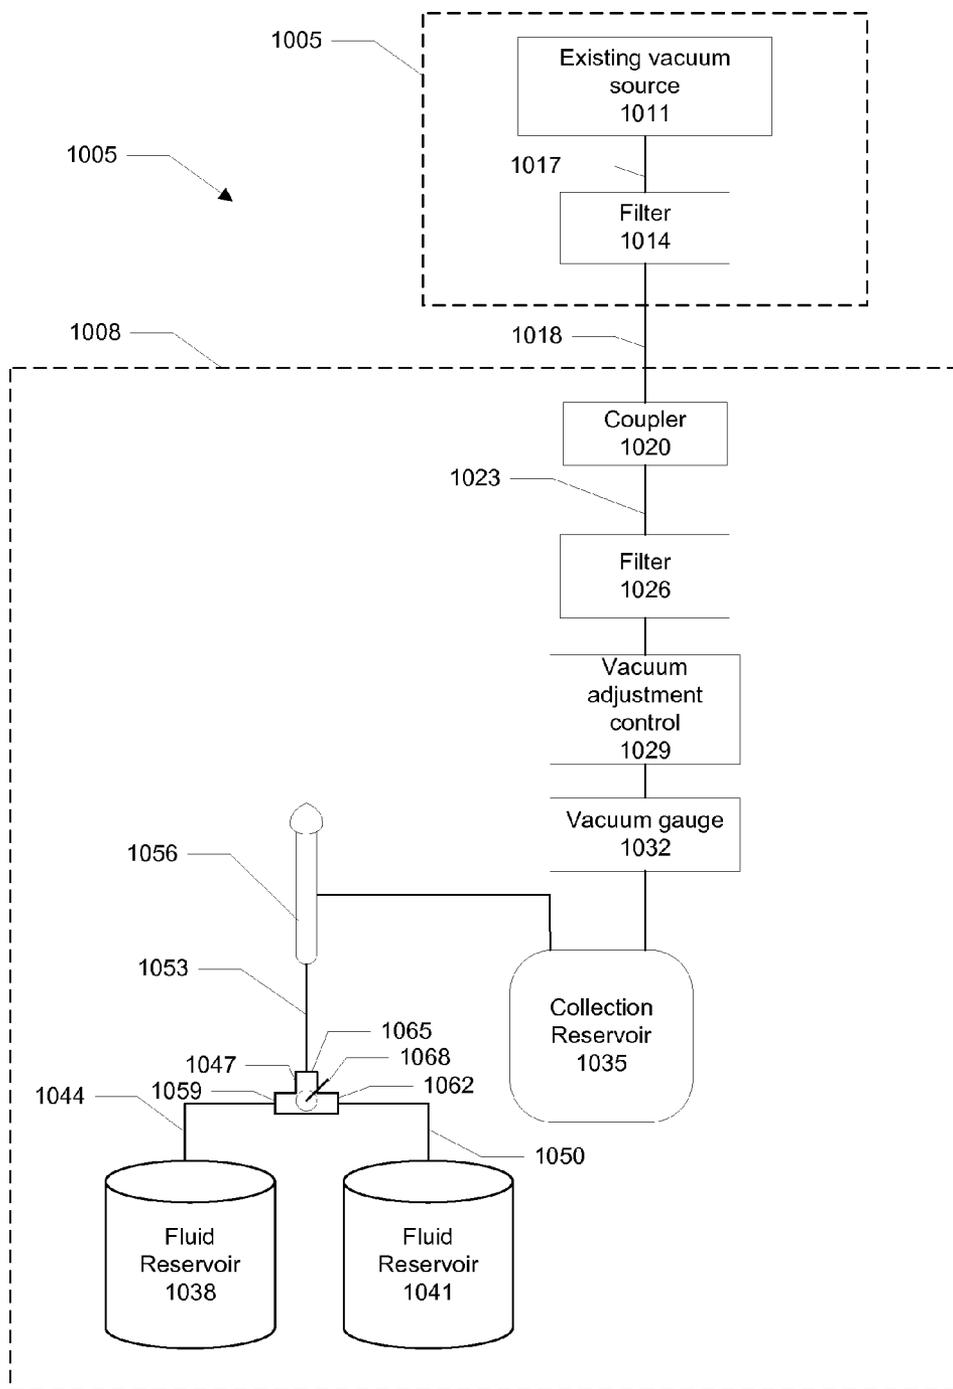 1005
Existing vacuum
source
1011
1005
1017
Filter
1014
1008
1018
Coupler
1020
1023
Filter
1026
Vacuum
adjustment
control
1029
Vacuum gauge
1032
1056
1053
Collection
Reservoir
1035
1065
1047
1068
1059
1062
1044
1050
Fluid
Reservoir
1038
Fluid
Reservoir
1041